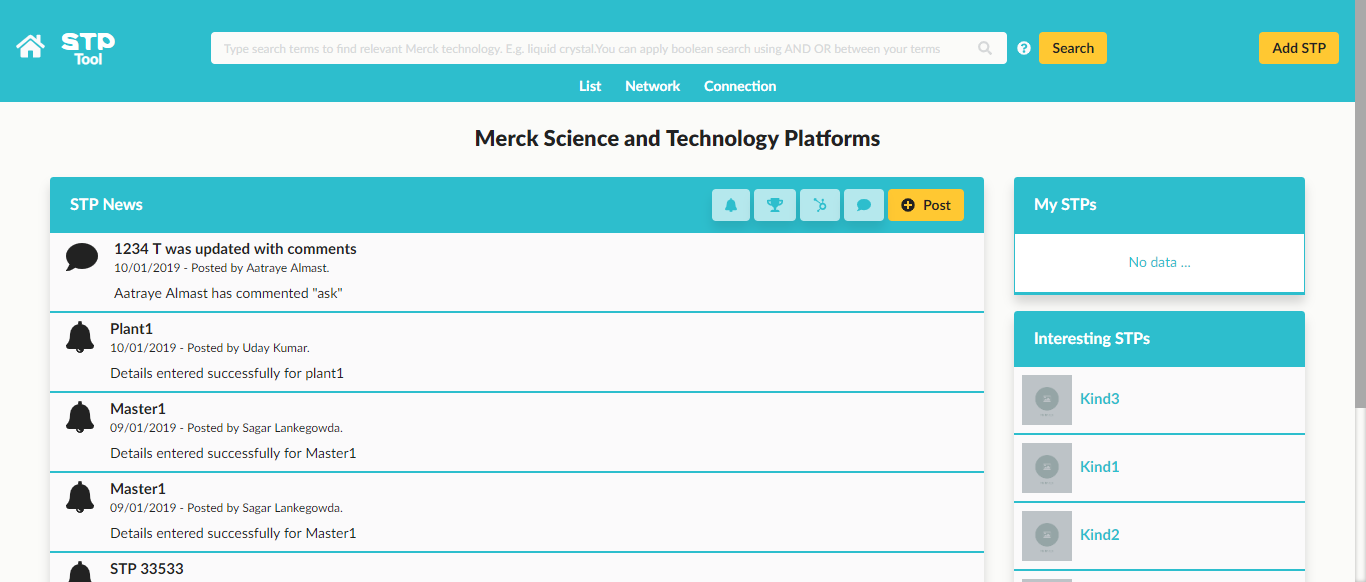 STP
Tool
Type search terms to find relevant Merck technology. E.g. liquid crystal.You can apply boolean search using AND OR between your terms
Search
Add STP
List Network Connection
Merck Science and Technology Platforms
STP News
Post
1234 T was updated with comments
10/01/2019 - Posted by Aatraye Almast.
Aatraye Almast has commented "ask"
Plant1
10/01/2019 - Posted by Uday Kumar.
Details entered successfully for plant1
Master1
09/01/2019 - Posted by Sagar Lankegowda.
Details entered successfully for Master1
Master1
09/01/2019 - Posted by Sagar Lankegowda.
Details entered successfully for Master1
STP 33533
My STPs
No data ...
Interesting STPs
Kind3
Kind1
Kind2